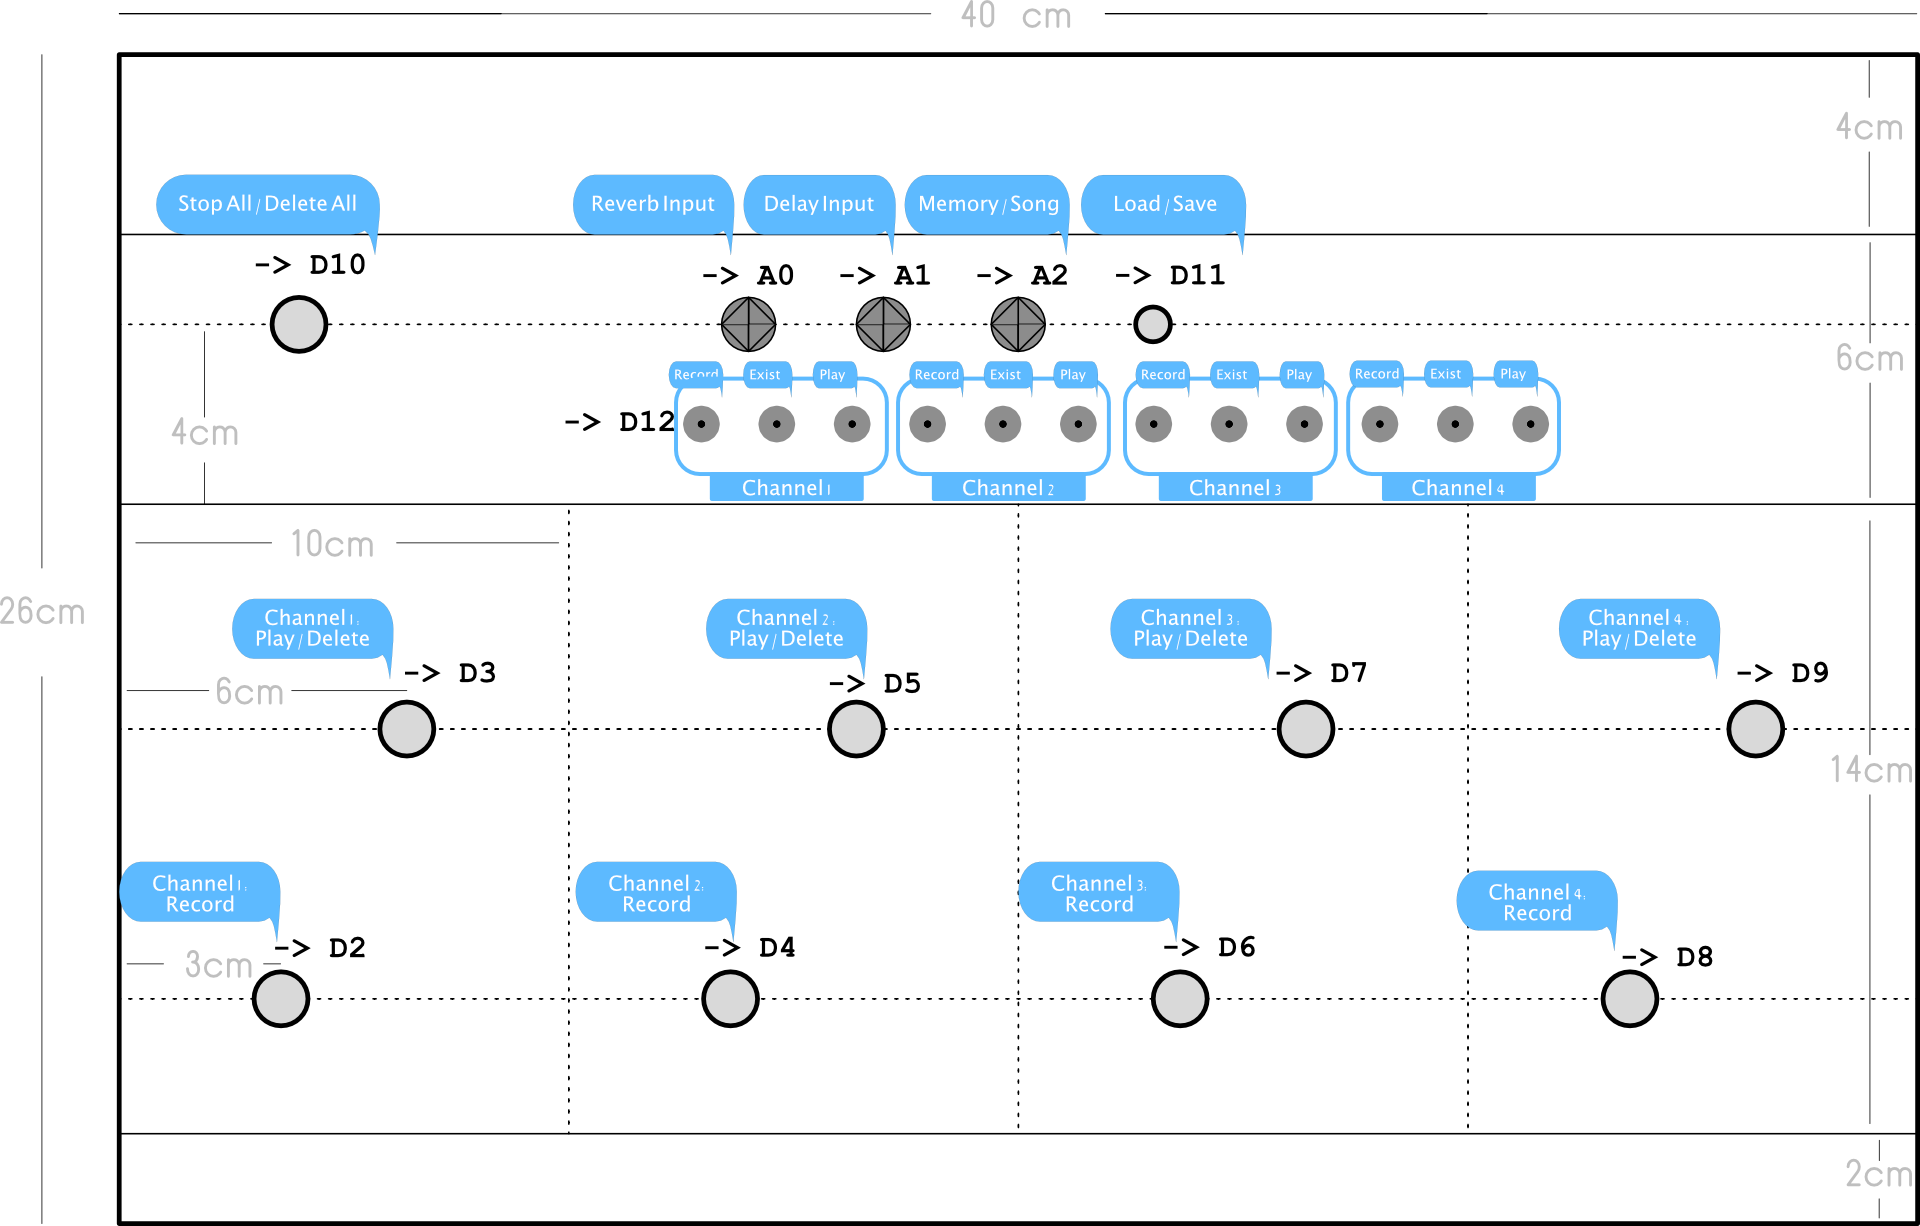 40 cm
4cm
Stop All / Delete All
Reverb Input
Delay Input
Memory / Song
Load / Save
-> D10
-> A0
-> A1
-> A2
-> D11
6cm
Record
Exist
Play
Record
Exist
Play
Record
Exist
Play
Record
Exist
Play
4cm
-> D12
Channel 1
Channel 2
Channel 3
Channel 4
10cm
26cm
Channel 1:
Play / Delete
Channel 2:
Play / Delete
Channel 3:
Play / Delete
Channel 4:
Play / Delete
-> D3
-> D5
-> D7
-> D9
6cm
14cm
Channel 1:
Record
Channel 2:
Record
Channel 3:
Record
Channel 4:
Record
-> D2
-> D4
-> D6
-> D8
3cm
2cm